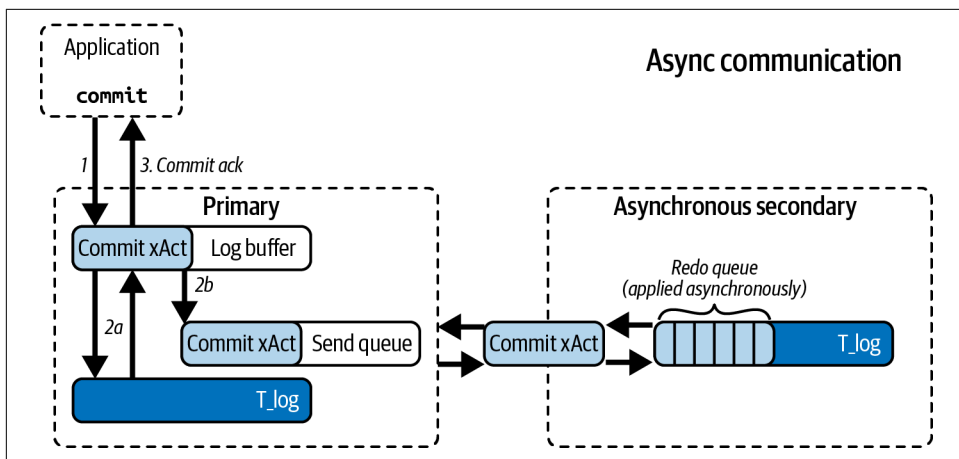 Application
commit
Async communication
1
3. Commit ack
Primary
Commit xAct
Log buffer
2a
2b
Commit xAct
Send queue
T_log
Commit xAct
Asynchronous secondary
Redo queue
(applied asynchronously)
T_log